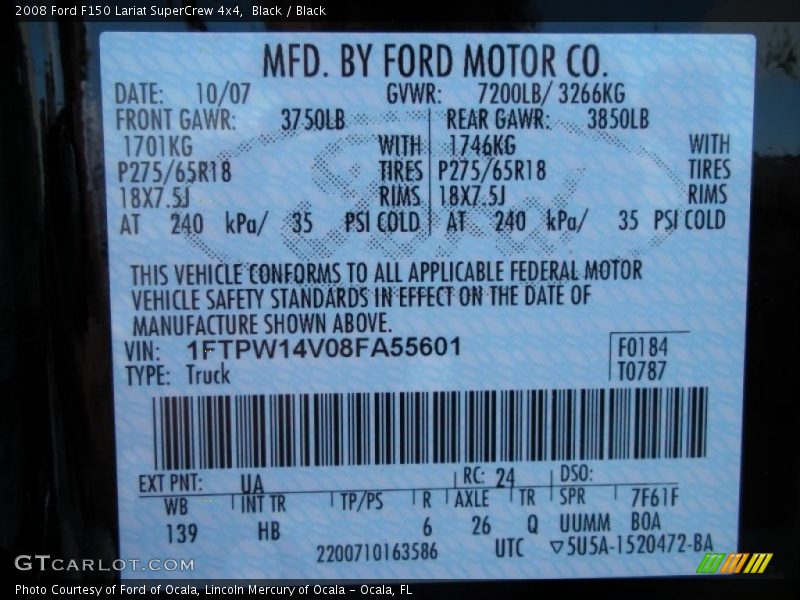 2008 Ford F150 Lariat SuperCrew 4x4, Black / Black
MFD. BY FORD MOTOR CO.
DATE: 10/07 GVWR: 7200LB/ 3266KG
FRONT GAWR: 3750LB REAR GAWR: 3850LB
1701KG WITH 1746KG WITH
P275/65R18 TIRES P275/65R18 TIRES
18X7.5J RIMS 18X7.5J RIMS
AT 240 kPa/ 35 PSI COLD AT 240 kPa/ 35 PSI COLD
THIS VEHICLE CONFORMS TO ALL APPLICABLE FEDERAL MOTOR
VEHICLE SAFETY STANDARDS IN EFFECT ON THE DATE OF
MANUFACTURE SHOWN ABOVE.
VIN: 1FTPW14V08FA55601 F0184
TYPE: Truck T0787
EXT PNT: UA RC: 24 DSO:
WB INT TR TP/PS R AXLE TR SPR 7F61F
139 HB 6 26 Q UUMM BOA
2200710163586 UTC ▽5U5A-1520472-BA
GTCARLOT.COM
Photo Courtesy of Ford of Ocala, Lincoln Mercury of Ocala - Ocala, FL